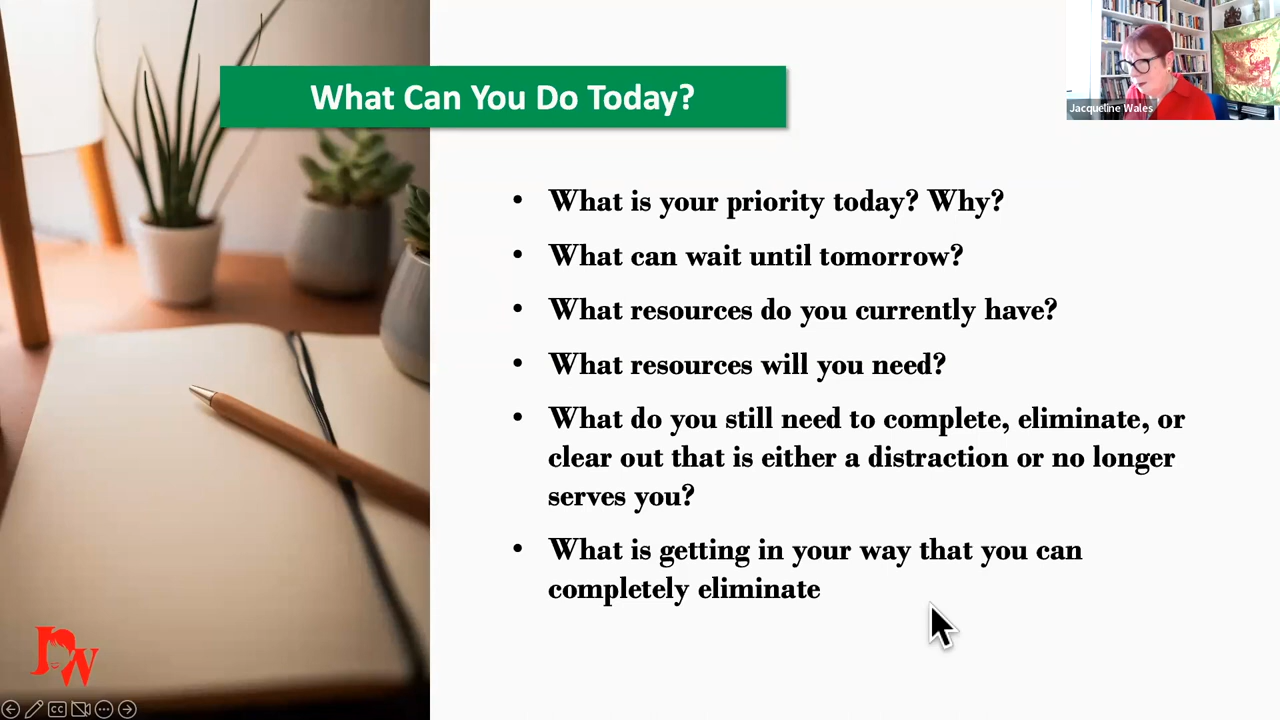 What Can You Do Today?
Jacqueline Wales
• What is your priority today? Why?
• What can wait until tomorrow?
• What resources do you currently have?
• What resources will you need?
• What do you still need to complete, eliminate, or
clear out that is either a distraction or no longer
serves you?
• What is getting in your way that you can
completely eliminate
JW
CC